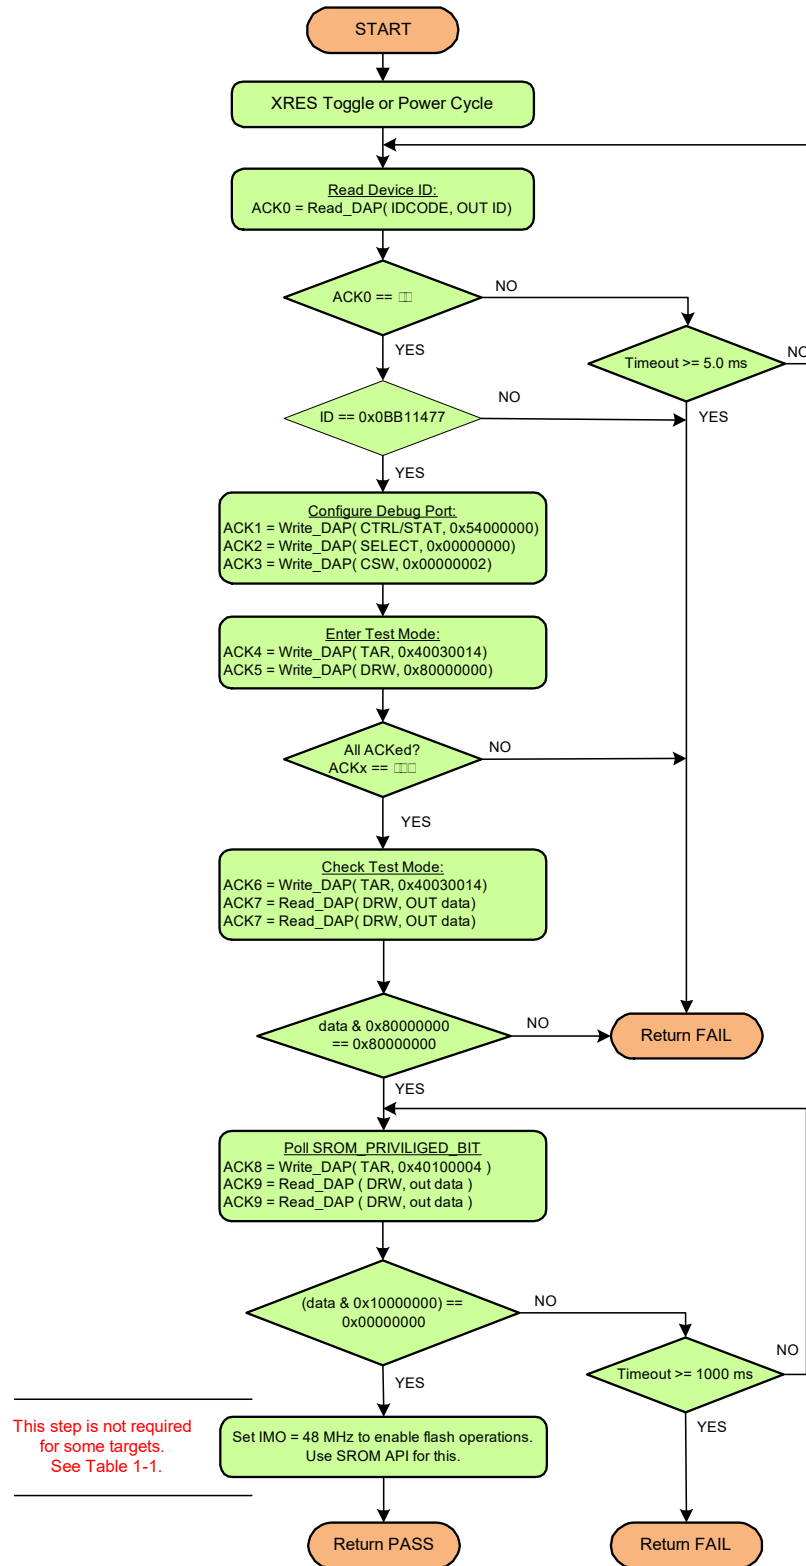 START
XRES Toggle or Power Cycle
Read Device ID:
ACK0 = Read_DAP( IDCODE, OUT ID)
ACK0 ==
NO
YES
Timeout >= 5.0 ms
NO
YES
ID == 0x0BB11477
NO
YES
Configure Debug Port:
ACK1 = Write_DAP( CTRL/STAT, 0x54000000)
ACK2 = Write_DAP( SELECT, 0x00000000)
ACK3 = Write_DAP( CSW, 0x00000002)
Enter Test Mode:
ACK4 = Write_DAP( TAR, 0x40030014)
ACK5 = Write_DAP( DRW, 0x80000000)
All ACKed?
ACKx ==
NO
YES
Check Test Mode:
ACK6 = Write_DAP( TAR, 0x40030014)
ACK7 = Read_DAP( DRW, OUT data)
ACK7 = Read_DAP( DRW, OUT data)
data & 0x80000000
== 0x80000000
NO
Return FAIL
YES
Poll SROM_PRIVILIGED_BIT
ACK8 = Write_DAP( TAR, 0x40100004 )
ACK9 = Read_DAP ( DRW, out data )
ACK9 = Read_DAP ( DRW, out data )
(data & 0x10000000) ==
0x00000000
NO
YES
Timeout >= 1000 ms
NO
YES
This step is not required
for some targets.
See Table 1-1.
Set IMO = 48 MHz to enable flash operations.
Use SROM API for this.
Return PASS
Return FAIL